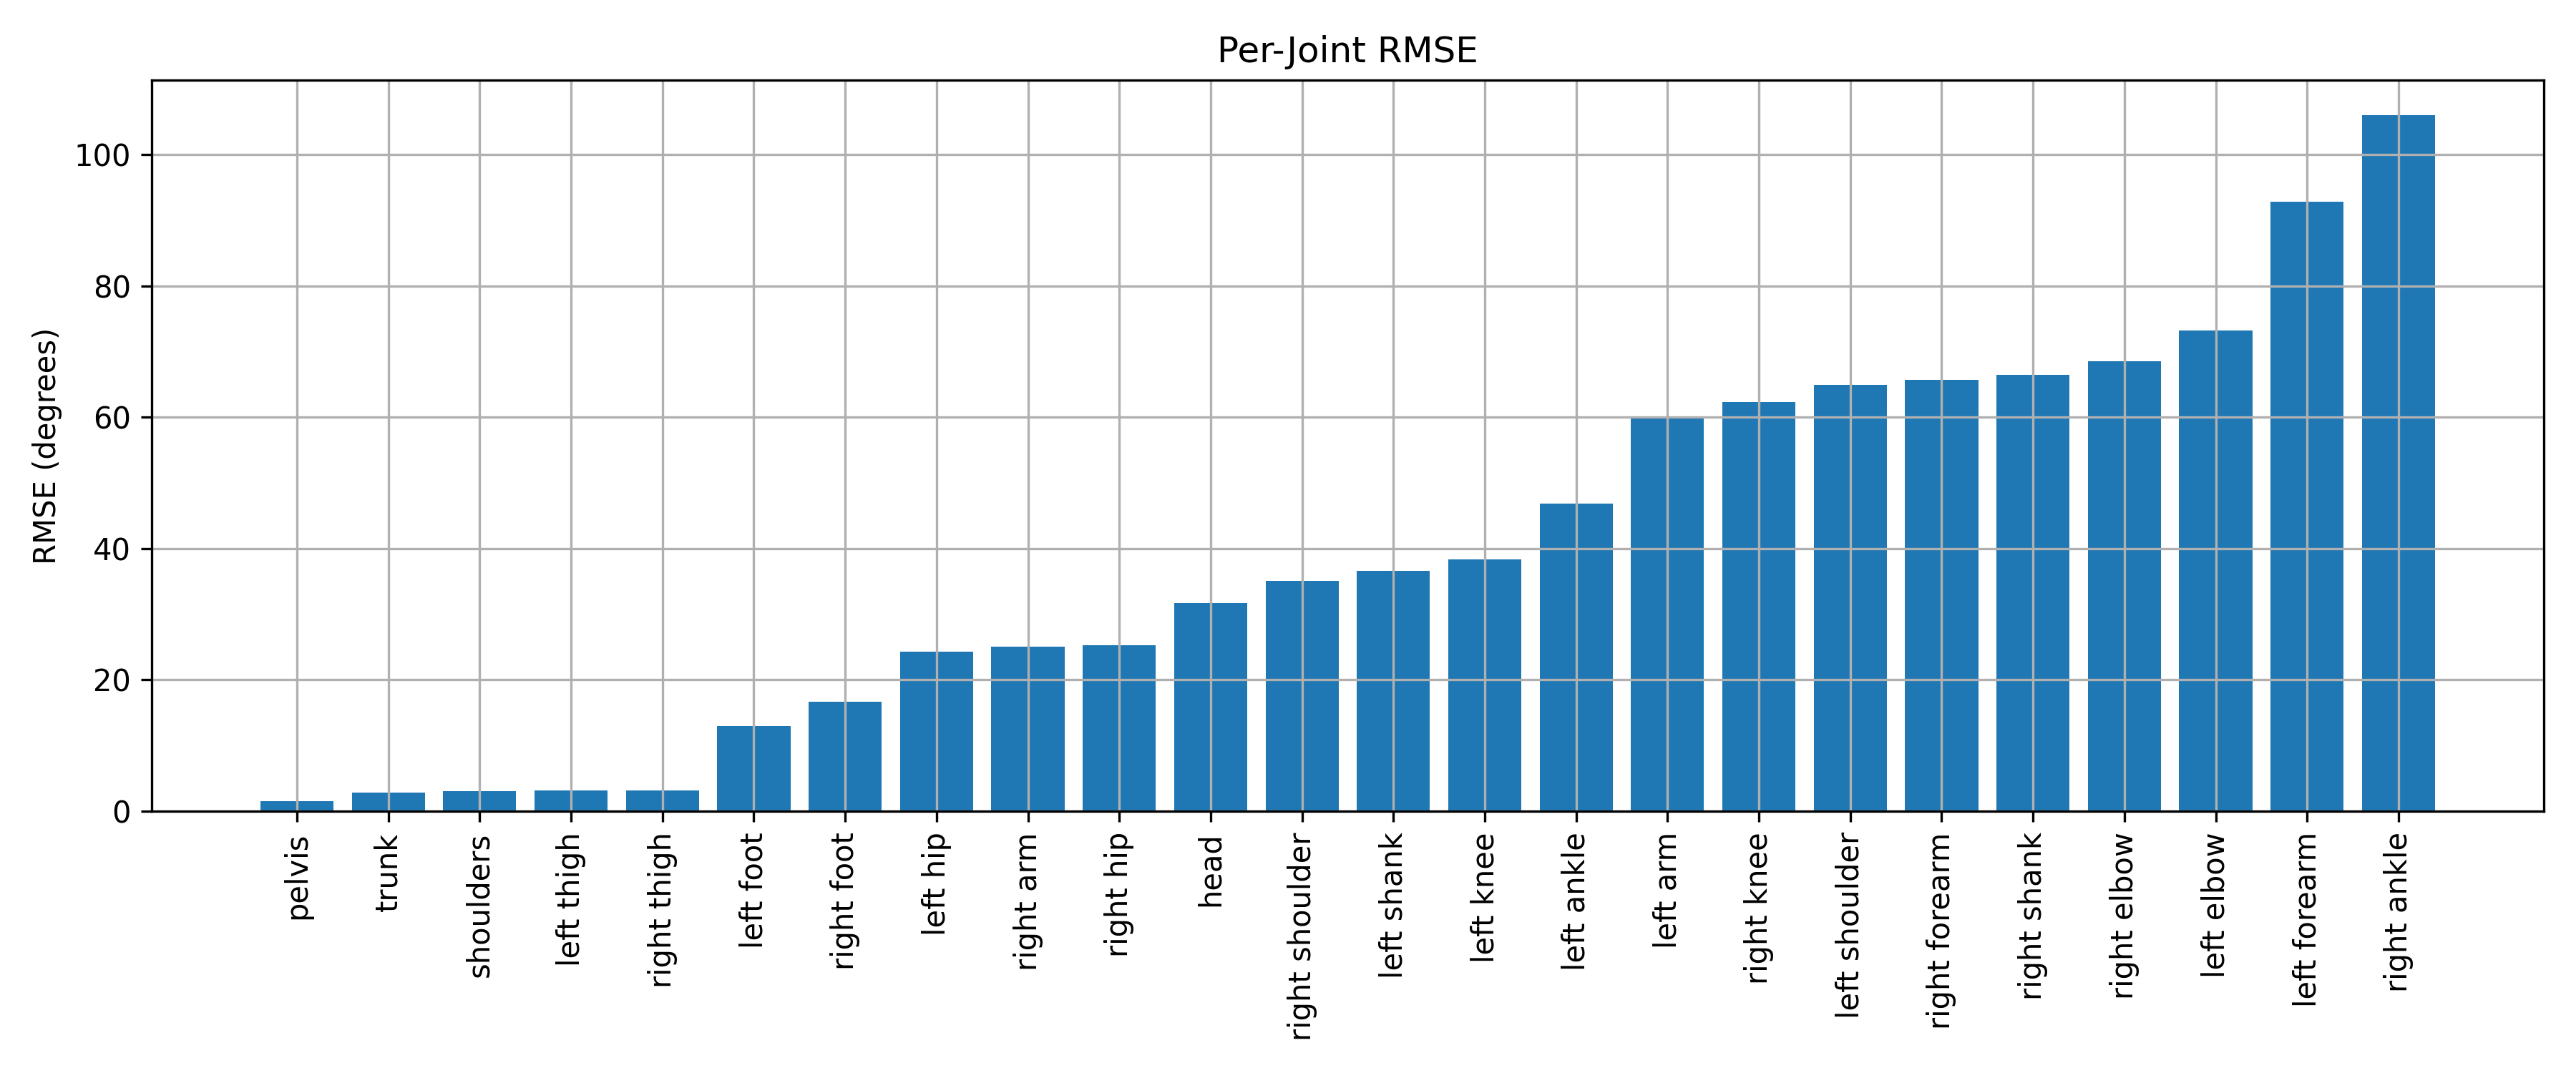 Per-Joint RMSE
RMSE (degrees)
100
80
60
40
20
0
pelvis
trunk
shoulders
left thigh
right thigh
left foot
right foot
left hip
right arm
right hip
head
right shoulder
left shank
left knee
left ankle
left arm
right knee
left shoulder
right forearm
right shank
right elbow
left elbow
left forearm
right ankle